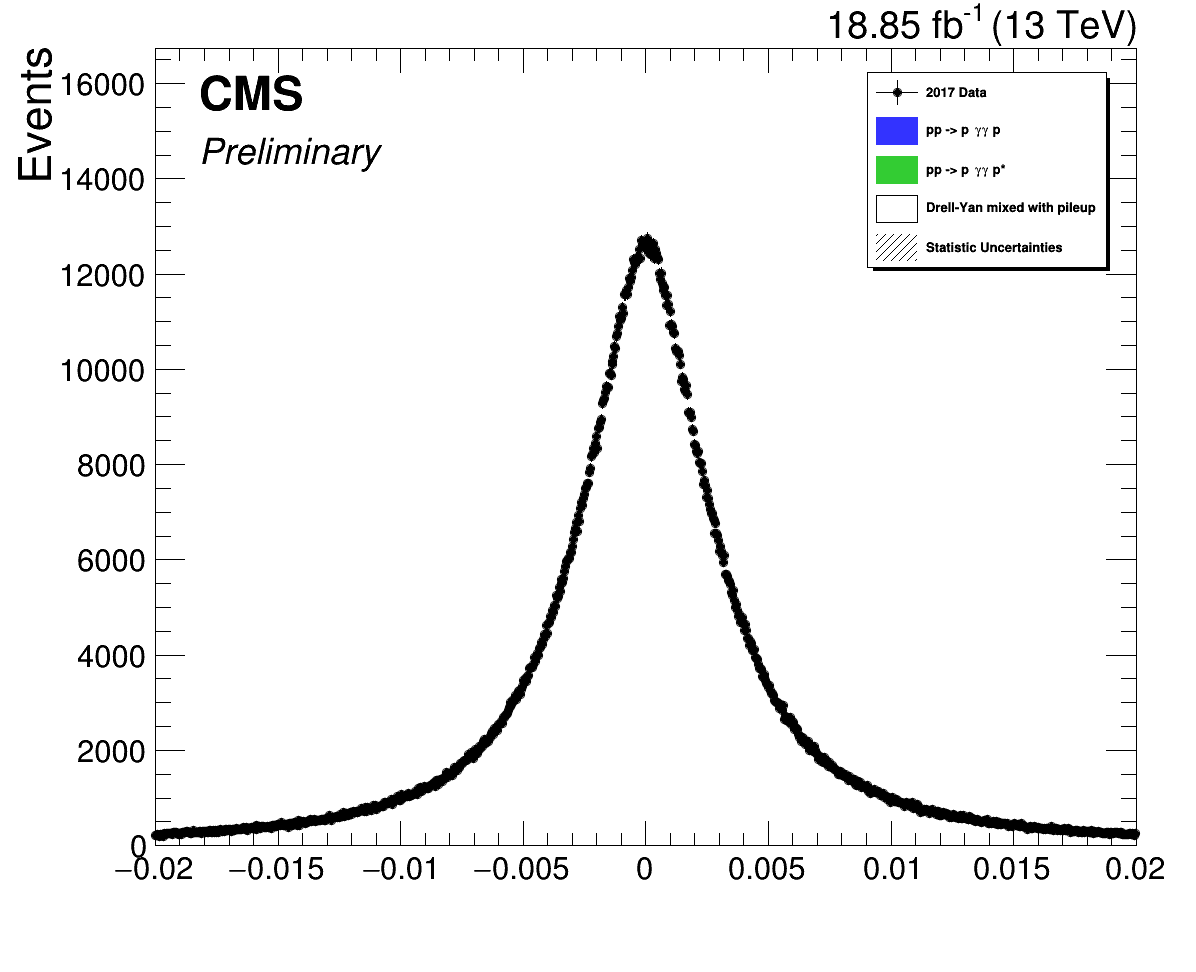 18.85 fb⁻¹ (13 TeV)
Events
CMS
Preliminary
2017 Data
pp -> p γγ p
pp -> p γγ p*
Drell-Yan mixed with pileup
Statistic Uncertainties
16000
14000
12000
10000
8000
6000
4000
2000
0
−0.02 −0.015 −0.01 −0.005 0 0.005 0.01 0.015 0.02